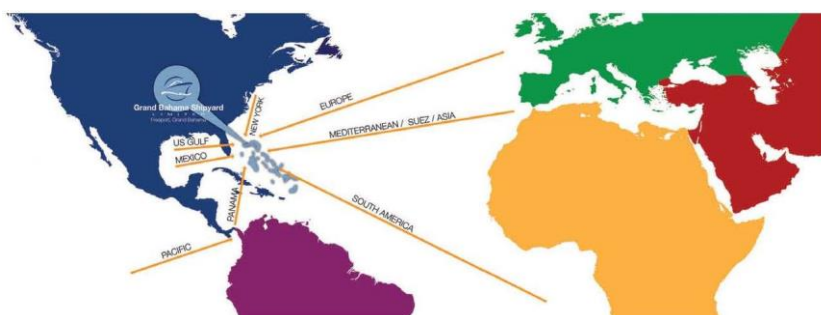 Grand Bahama Shipyard
LIMITED
Freeport, Grand Bahama
NEW YORK
EUROPE
MEDITERRANEAN / SUEZ / ASIA
US GULF
MEXICO
PANAMA
SOUTH AMERICA
PACIFIC